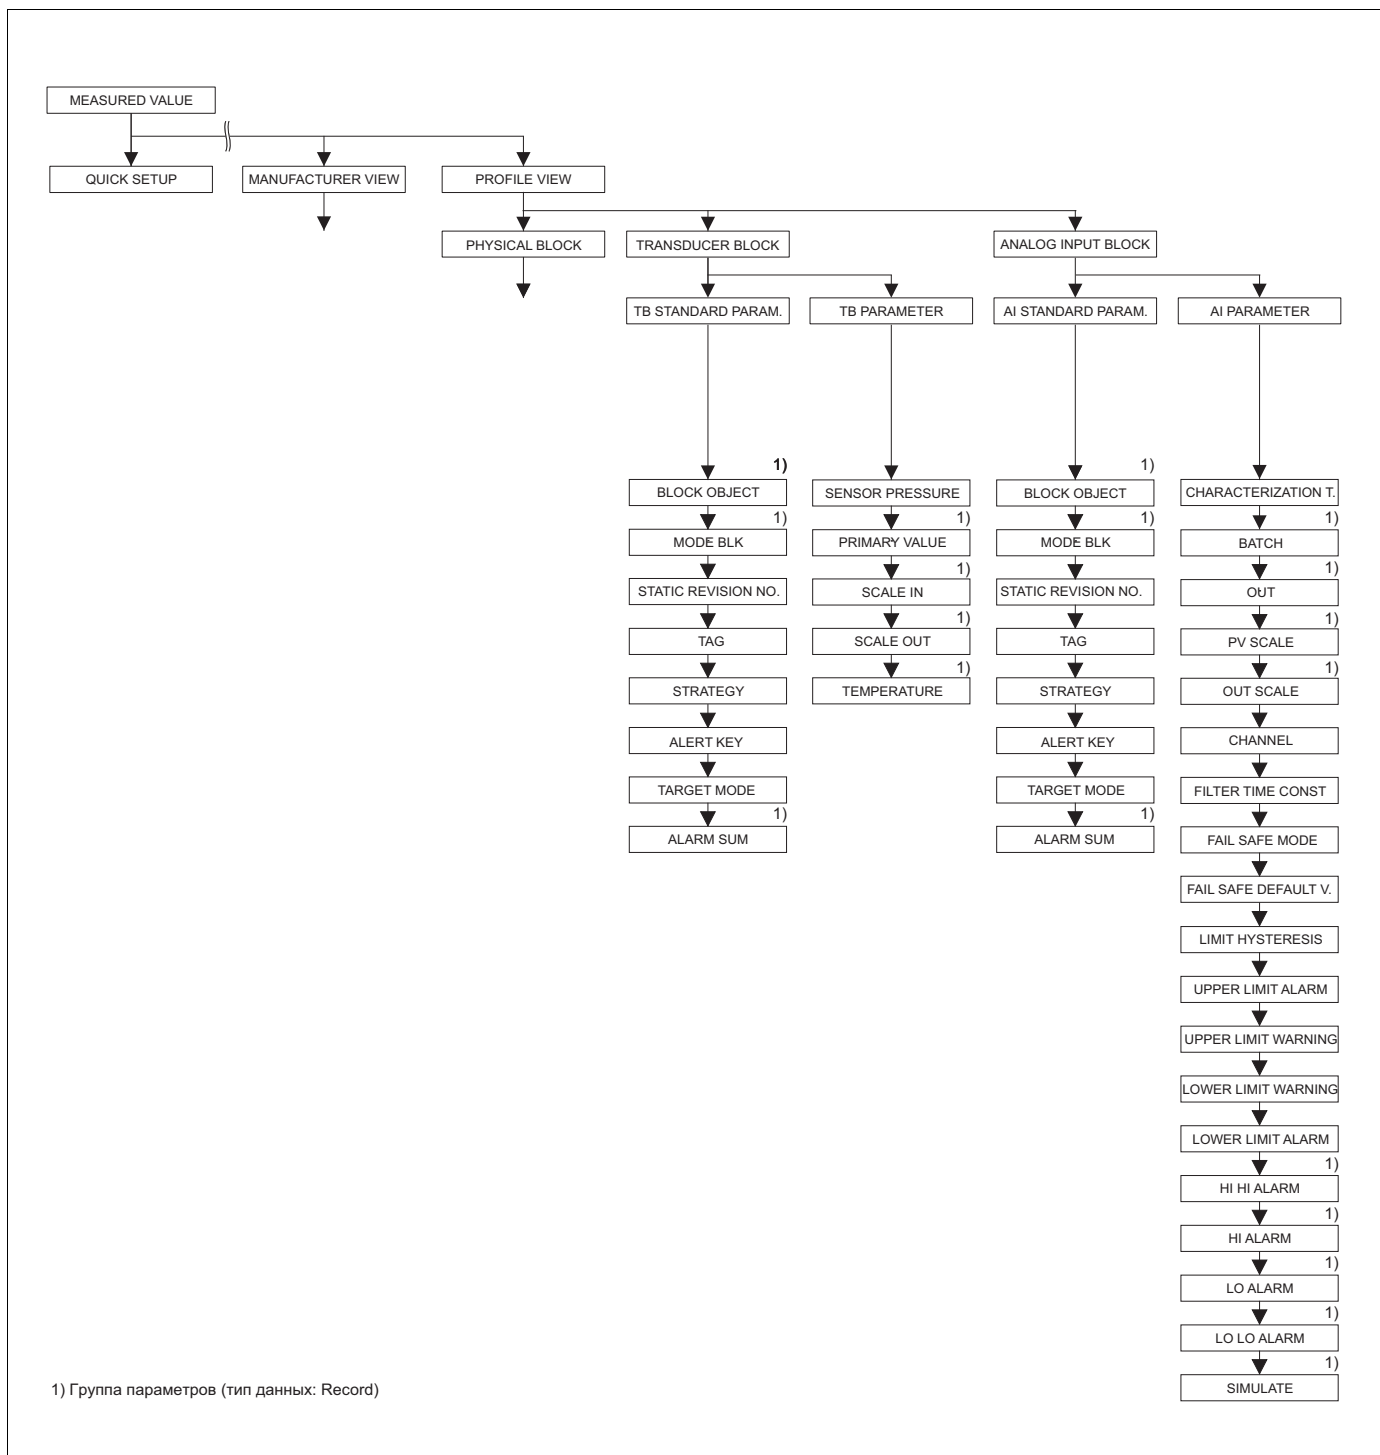 MEASURED VALUE
QUICK SETUP
MANUFACTURER VIEW
PROFILE VIEW
PHYSICAL BLOCK
TRANSDUCER BLOCK
ANALOG INPUT BLOCK
TB STANDARD PARAM.
TB PARAMETER
AI STANDARD PARAM.
AI PARAMETER
1)
BLOCK OBJECT
1)
MODE BLK
STATIC REVISION NO.
TAG
STRATEGY
ALERT KEY
TARGET MODE
1)
ALARM SUM
SENSOR PRESSURE
1)
PRIMARY VALUE
1)
SCALE IN
1)
SCALE OUT
1)
TEMPERATURE
1)
BLOCK OBJECT
1)
MODE BLK
STATIC REVISION NO.
TAG
STRATEGY
ALERT KEY
TARGET MODE
1)
ALARM SUM
CHARACTERIZATION T.
1)
BATCH
1)
OUT
1)
PV SCALE
1)
OUT SCALE
CHANNEL
FILTER TIME CONST
FAIL SAFE MODE
FAIL SAFE DEFAULT V.
LIMIT HYSTERESIS
UPPER LIMIT ALARM
UPPER LIMIT WARNING
LOWER LIMIT WARNING
LOWER LIMIT ALARM
1)
HI HI ALARM
1)
HI ALARM
1)
LO ALARM
1)
LO LO ALARM
1)
SIMULATE
1) Группа параметров (тип данных: Record)